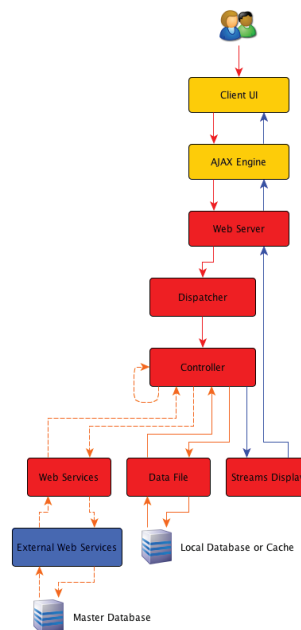 Client UI
AJAX Engine
Web Server
Dispatcher
Controller
Web Services
Data File
Streams Display
External Web Services
Local Database or Cache
Master Database